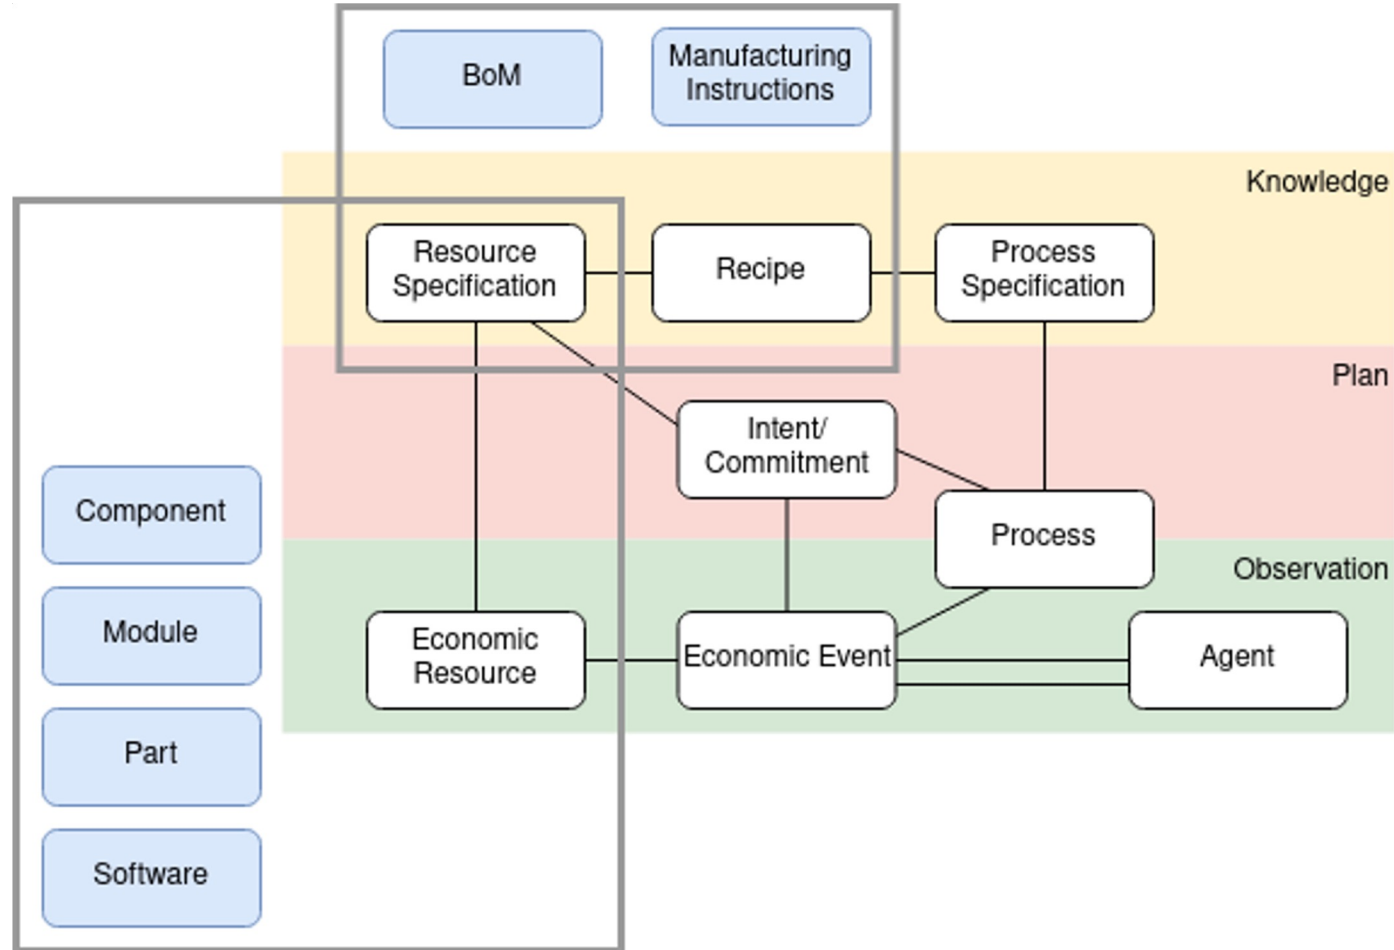 BoM
Manufacturing
Instructions
Knowledge
Resource
Specification
Recipe
Process
Specification
Plan
Intent/
Commitment
Component
Process
Observation
Module
Economic
Resource
Economic Event
Agent
Part
Software